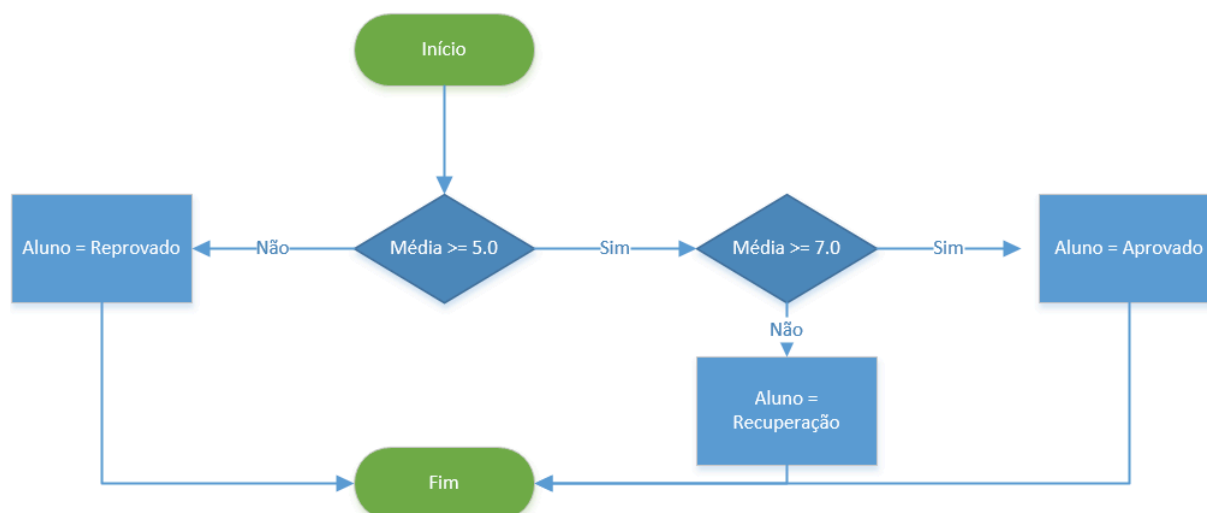 Início
Aluno = Reprovado
Não
Média >= 5.0
Sim
Média >= 7.0
Sim
Aluno = Aprovado
Não
Aluno =
Recuperação
Fim